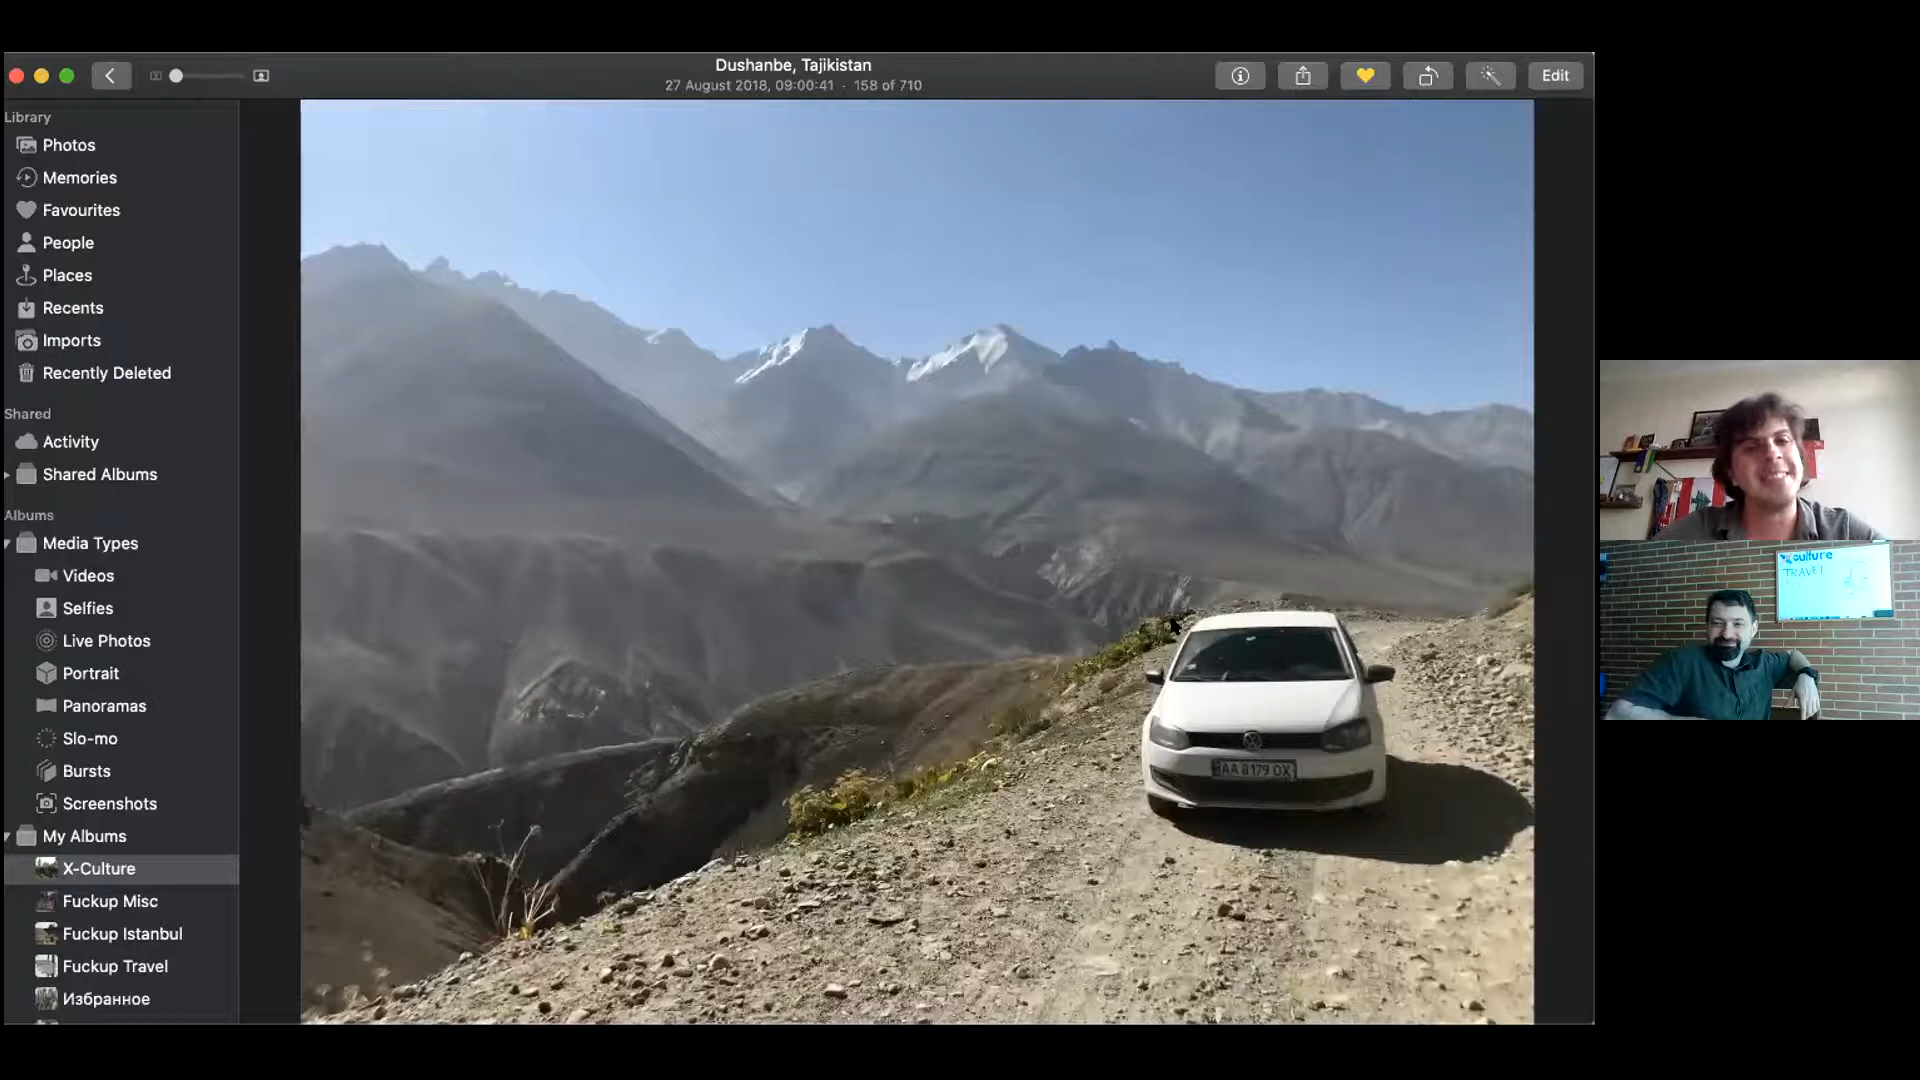 Dushanbe, Tajikistan
27 August 2018, 09:00:41 · 158 of 710
Edit
Library
Photos
Memories
Favourites
People
Places
Recents
Imports
Recently Deleted
Shared
Activity
Shared Albums
Albums
Media Types
Videos
Selfies
Live Photos
Portrait
Panoramas
Slo-mo
Bursts
Screenshots
My Albums
X-Culture
Fuckup Misc
Fuckup Istanbul
Fuckup Travel
Избранное
AA 8179 OX
culture
TRAVEL